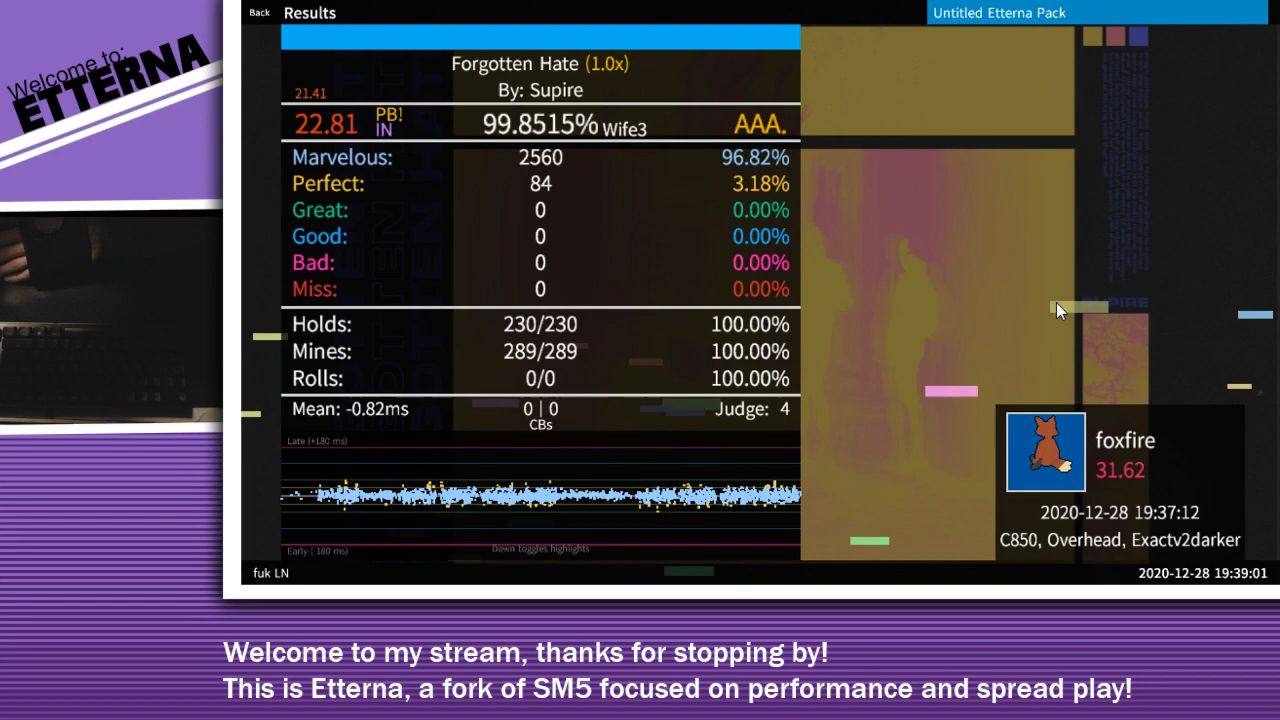 Welcome to:
ETTERNA
Back Results
Untitled Etterna Pack
Forgotten Hate (1.0x)
21.41 By: Supire
22.81 PB! IN 99.8515% Wife3 AAA.
Marvelous: 2560 96.82%
Perfect: 84 3.18%
Great: 0 0.00%
Good: 0 0.00%
Bad: 0 0.00%
Miss: 0 0.00%
Holds: 230/230 100.00%
Mines: 289/289 100.00%
Rolls: 0/0 100.00%
Mean: -0.82ms 0 | 0 Judge: 4
CBs
Late (+180 ms)
Early (-180 ms) Down toggles highlights
SUPIRE
foxfire
31.62
2020-12-28 19:37:12
C850, Overhead, Exactv2darker
fuk LN 2020-12-28 19:39:01
Welcome to my stream, thanks for stopping by!
This is Etterna, a fork of SM5 focused on performance and spread play!